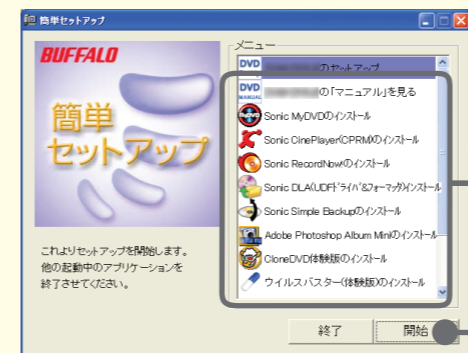 簡単セットアップ
BUFFALO
簡単
セットアップ
これよりセットアップを開始します。
他の起動中のアプリケーションを
終了させてください。
メニュー
DVD のセットアップ
DVD MANUAL の「マニュアル」を見る
MyDVD Sonic MyDVDのインストール
Sonic CinePlayer(CPRM)のインストール
Sonic RecordNow!のインストール
Sonic DLA(UDFドライバ&フォーマッタ)インストール
Sonic Simple Backupのインストール
Adobe Photoshop Album Miniのインストール
CloneDVD体験版のインストール
ウイルスバスター(体験版)のインストール
終了
開始